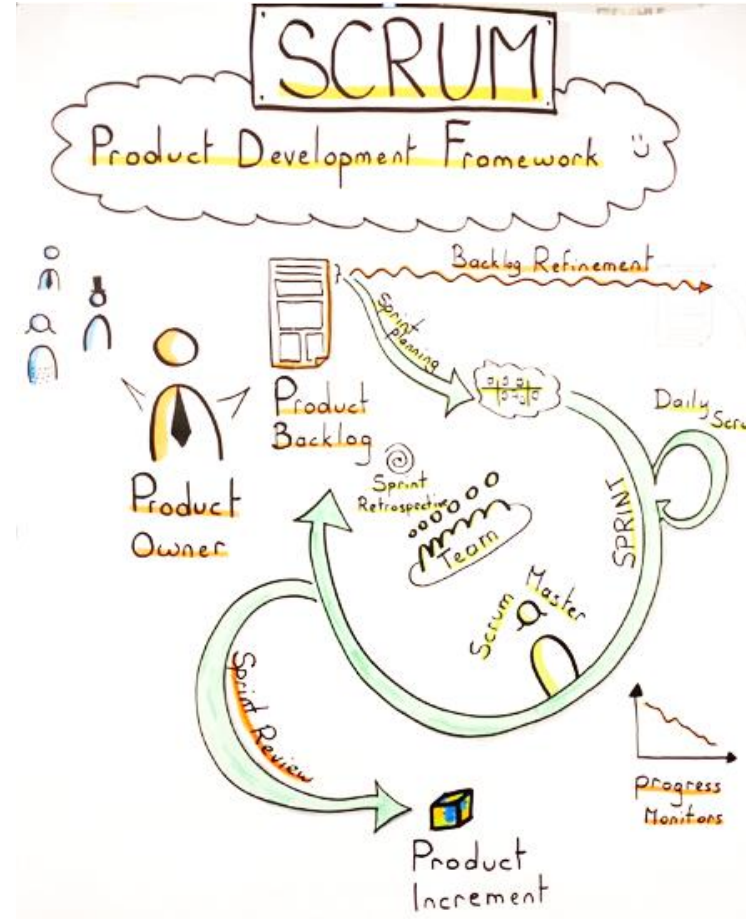 SCRUM
Product Development Framework
Backlog Refinement
Sprint
planning
Product
Backlog
Daily
Scru
Product
Owner
Sprint
Retrospective
Team
SPRINT
Scrum Master
Sprint Review
progress
Monitors
Product
Increment